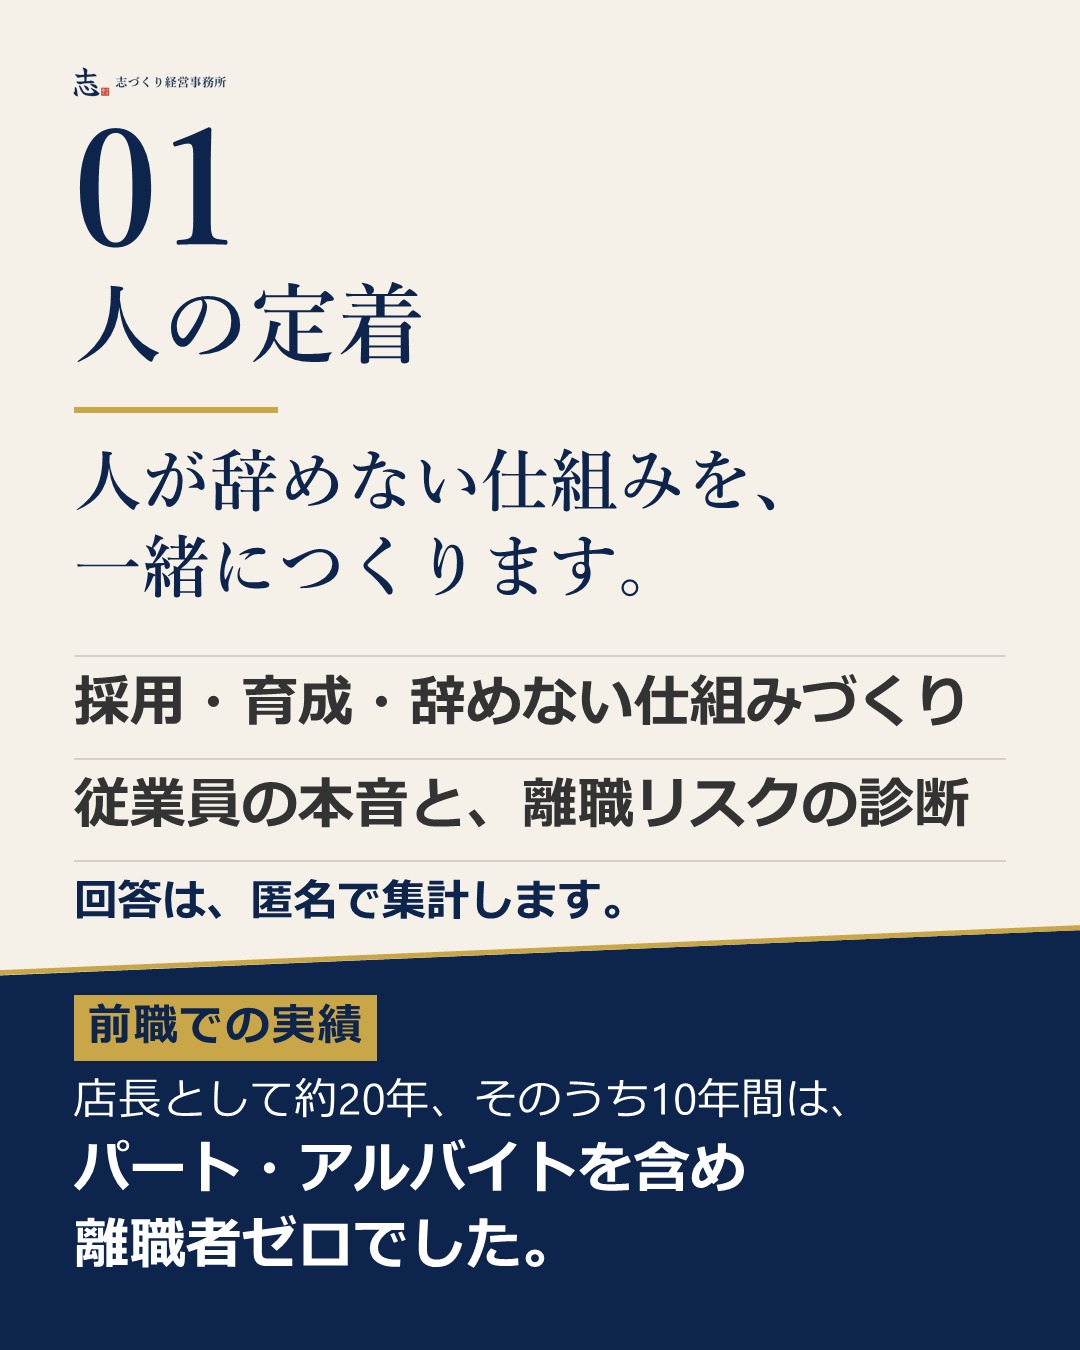 志 志づくり経営事務所
01
人の定着
人が辞めない仕組みを、
一緒につくります。
採用・育成・辞めない仕組みづくり
従業員の本音と、離職リスクの診断
回答は、匿名で集計します。
前職での実績
店長として約20年、そのうち10年間は、
パート・アルバイトを含め
離職者ゼロでした。